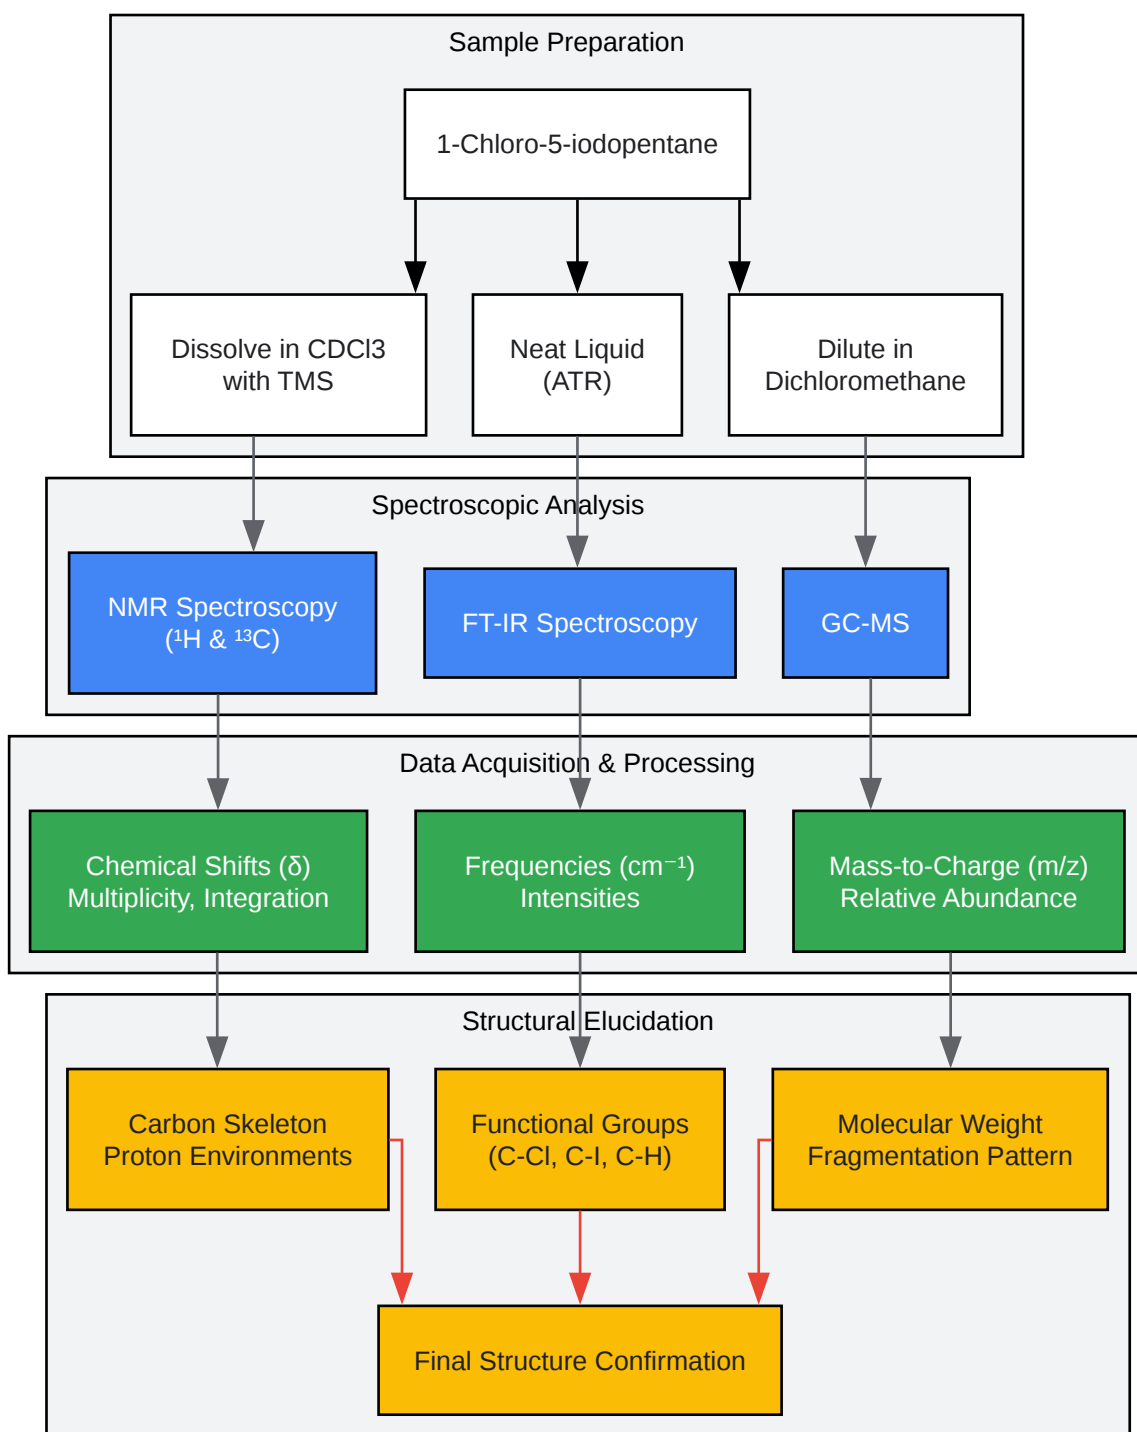 Sample Preparation
1-Chloro-5-iodopentane
Dissolve in CDCl3
with TMS
Neat Liquid
(ATR)
Dilute in
Dichloromethane
Spectroscopic Analysis
NMR Spectroscopy
(¹H & ¹³C)
FT-IR Spectroscopy
GC-MS
Data Acquisition & Processing
Chemical Shifts (δ)
Multiplicity, Integration
Frequencies (cm⁻¹)
Intensities
Mass-to-Charge (m/z)
Relative Abundance
Structural Elucidation
Carbon Skeleton
Proton Environments
Functional Groups
(C-Cl, C-I, C-H)
Molecular Weight
Fragmentation Pattern
Final Structure Confirmation